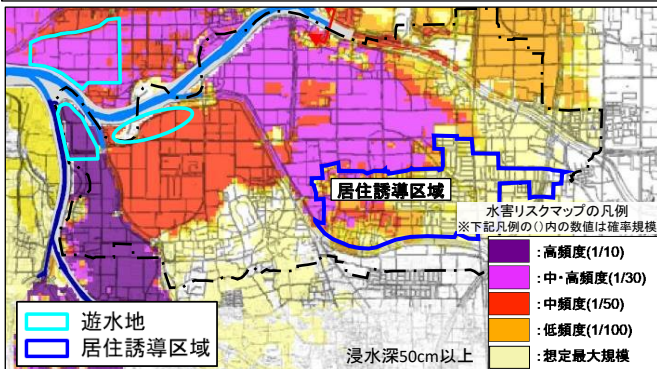 居住誘導区域
水害リスクマップの凡例
※下記凡例の()内の数値は確率規模
:高頻度(1/10)
:中・高頻度(1/30)
:中頻度(1/50)
:低頻度(1/100)
:想定最大規模
遊水地
居住誘導区域
浸水深50cm以上